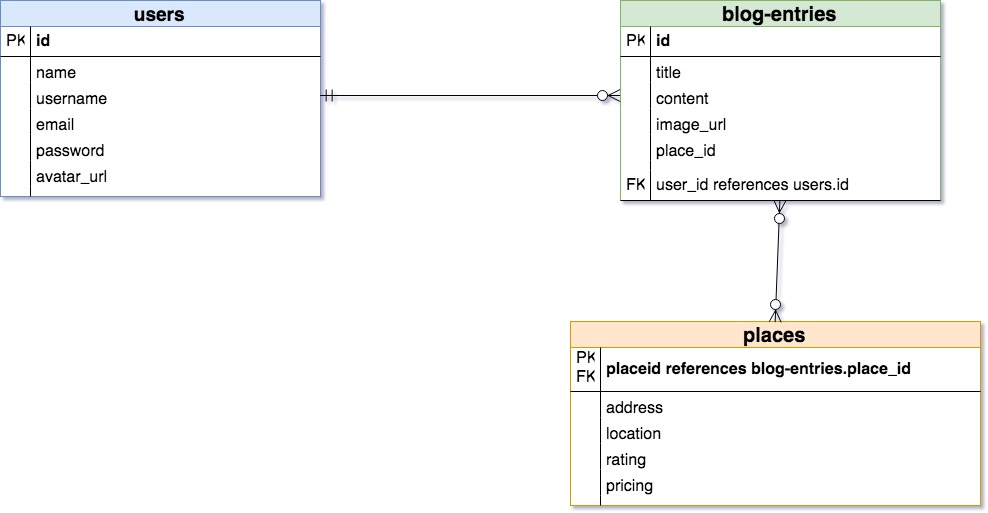 users
PK id
name
username
email
password
avatar_url
blog-entries
PK id
title
content
image_url
place_id
FK user_id references users.id
places
PK
FK placeid references blog-entries.place_id
address
location
rating
pricing